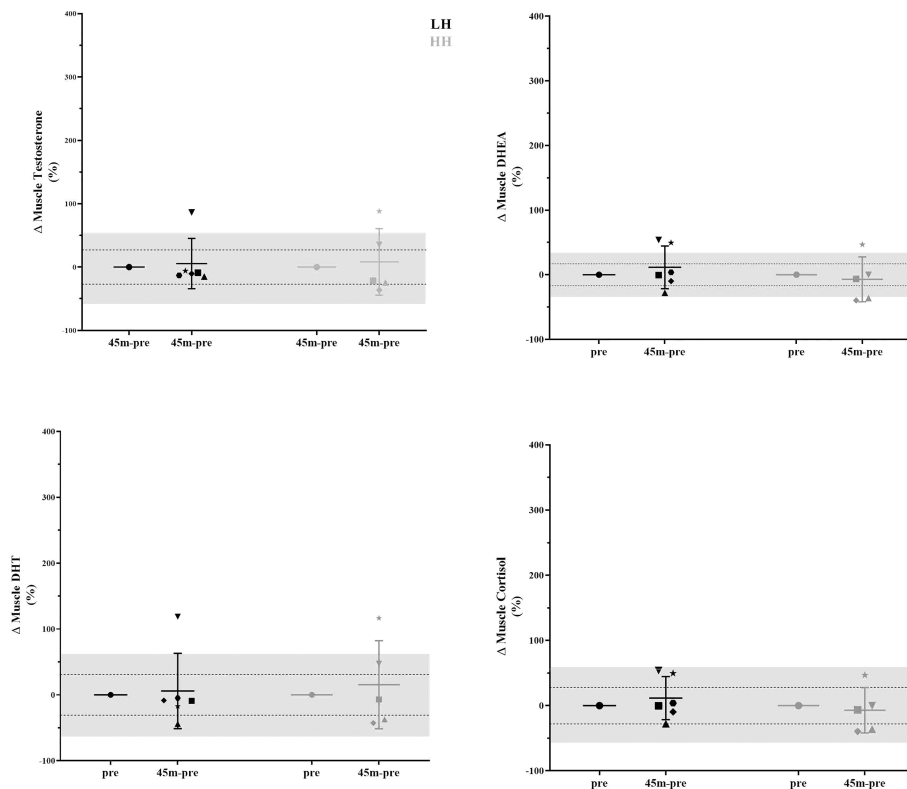 LH
HH
Δ Muscle Testosterone
(%)
400
300
200
100
0
-100
45m-pre 45m-pre 45m-pre 45m-pre
Δ Muscle DHEA
(%)
400
300
200
100
0
-100
pre 45m-pre pre 45m-pre
Δ Muscle DHT
(%)
400
300
200
100
0
-100
pre 45m-pre pre 45m-pre
Δ Muscle Cortisol
(%)
400
300
200
100
0
-100
pre 45m-pre pre 45m-pre